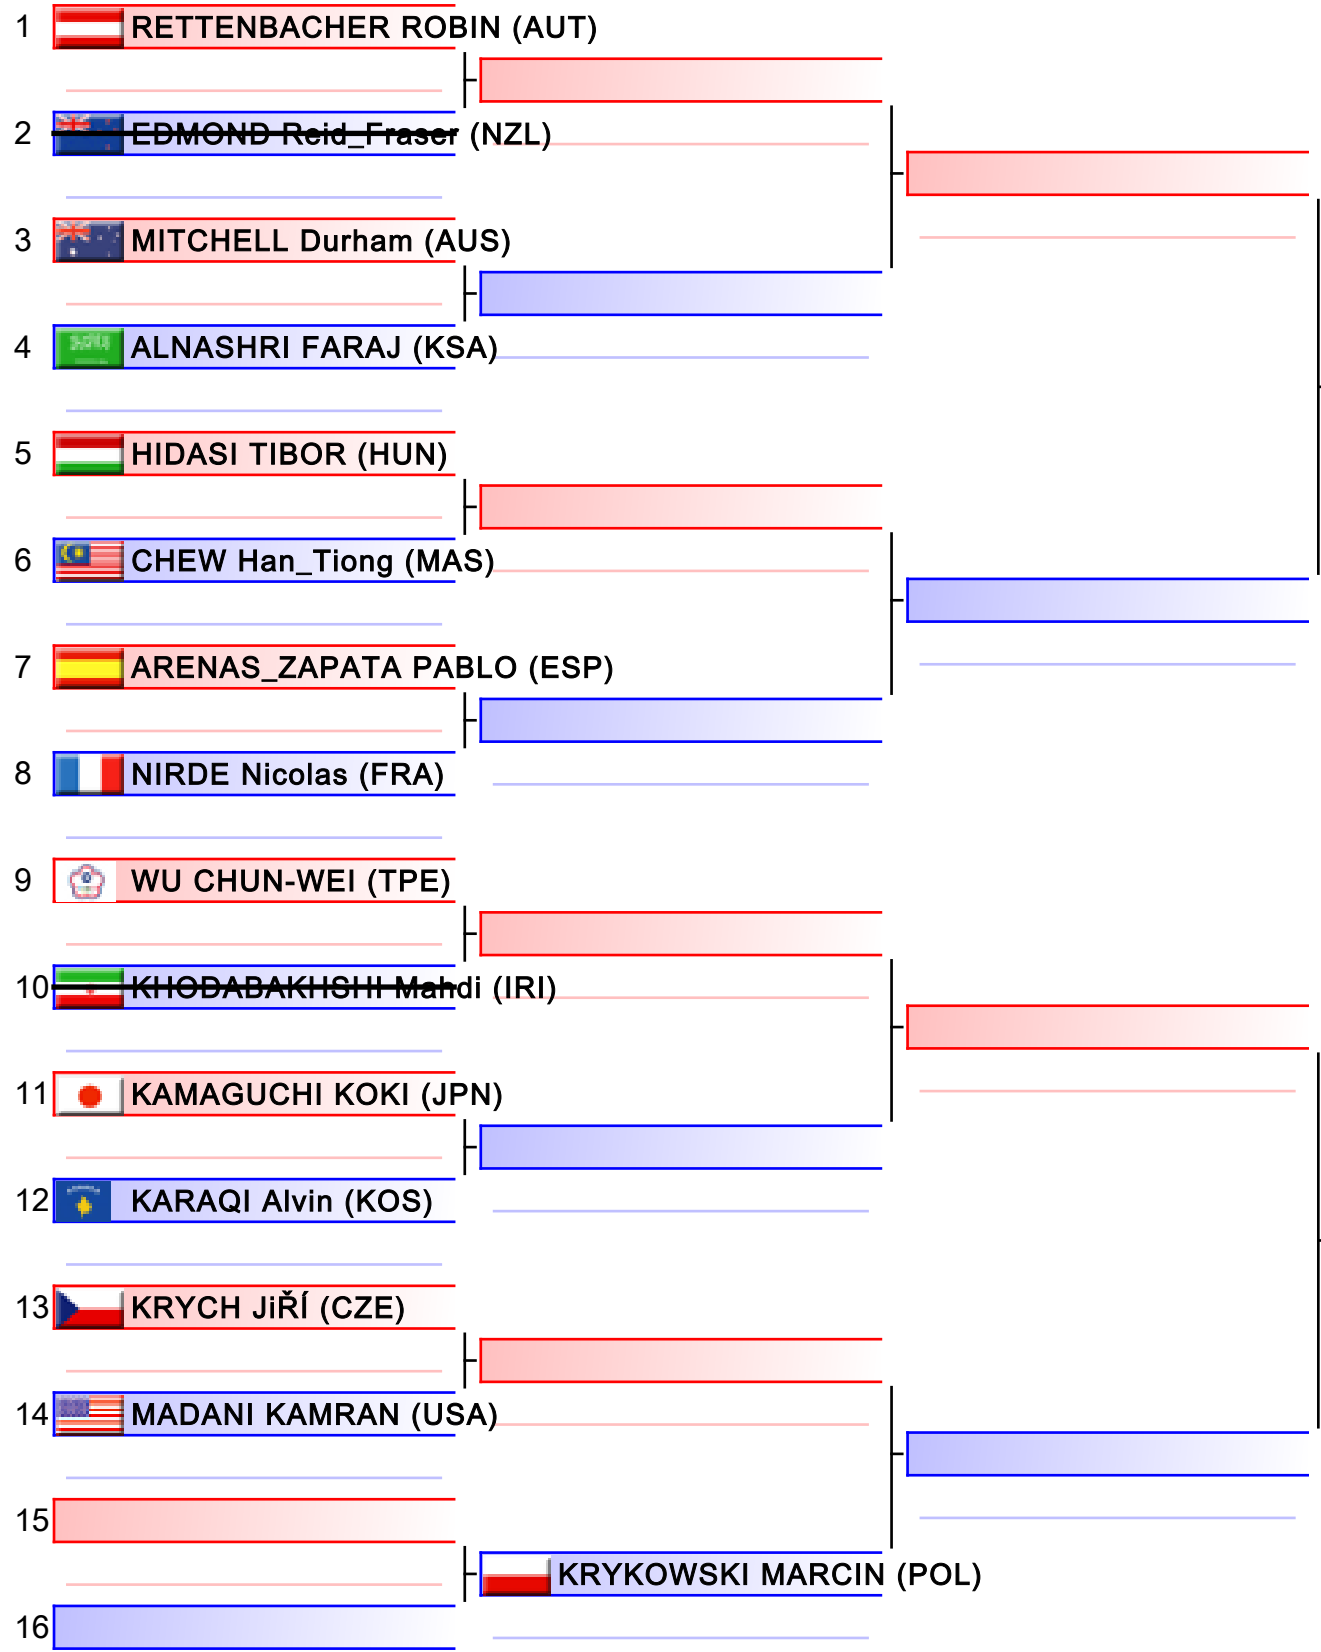 1 RETTENBACHER ROBIN (AUT)
2 EDMOND Reid_Fraser (NZL)
3 MITCHELL Durham (AUS)
4 ALNASHRI FARAJ (KSA)
5 HIDASI TIBOR (HUN)
6 CHEW Han_Tiong (MAS)
7 ARENAS_ZAPATA PABLO (ESP)
8 NIRDE Nicolas (FRA)
9 WU CHUN-WEI (TPE)
10 KHODABAKHSHI Mahdi (IRI)
11 KAMAGUCHI KOKI (JPN)
12 KARAQI Alvin (KOS)
13 KRYCH JiŘÍ (CZE)
14 MADANI KAMRAN (USA)
15
KRYKOWSKI MARCIN (POL)
16